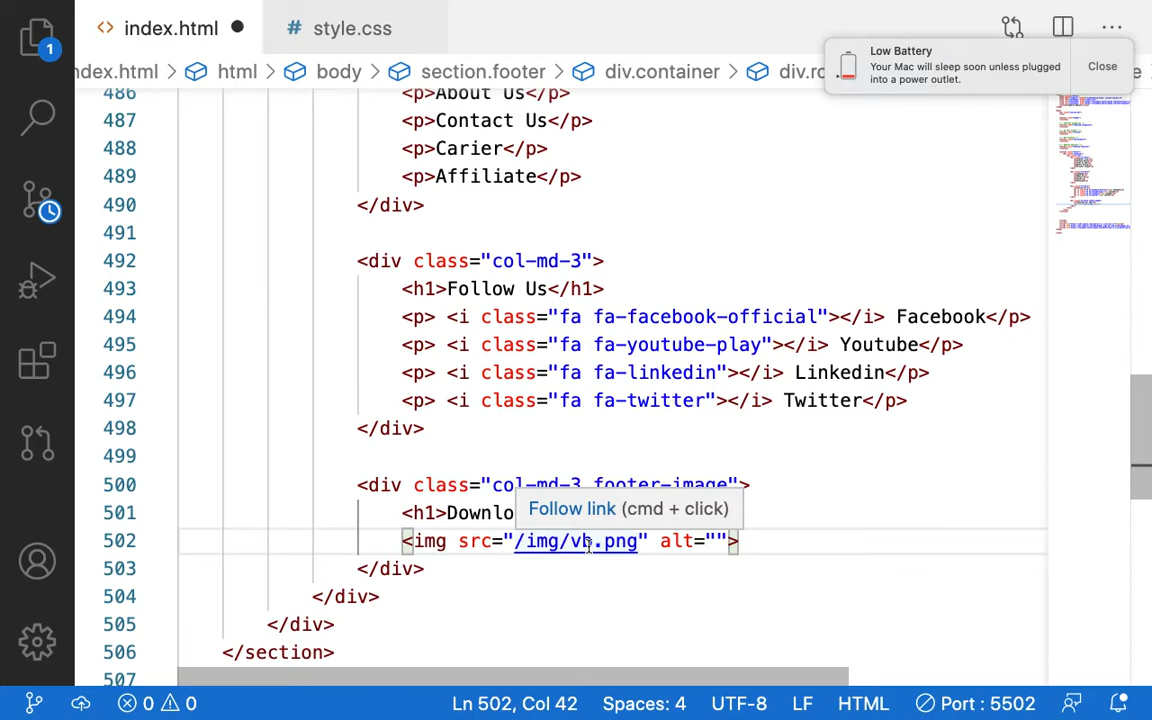 1
<> index.html ●
# style.css
...
ndex.html > html > body > section.footer > div.container > div.ro
e
Low Battery
Your Mac will sleep soon unless plugged
into a power outlet.
Close
486 <p>About Us</p>
487 <p>Contact Us</p>
488 <p>Carier</p>
489 <p>Affiliate</p>
490 </div>
491
492 <div class="col-md-3">
493 <h1>Follow Us</h1>
494 <p> <i class="fa fa-facebook-official"></i> Facebook</p>
495 <p> <i class="fa fa-youtube-play"></i> Youtube</p>
496 <p> <i class="fa fa-linkedin"></i> Linkedin</p>
497 <p> <i class="fa fa-twitter"></i> Twitter</p>
498 </div>
499
500 <div class="col-md-3 footer-image">
Follow link (cmd + click)
501 <h1>Downlo
502 <img src="/img/vb.png" alt="">
503 </div>
504 </div>
505 </div>
506 </section>
507
0 0 Ln 502, Col 42 Spaces: 4 UTF-8 LF HTML Port : 5502